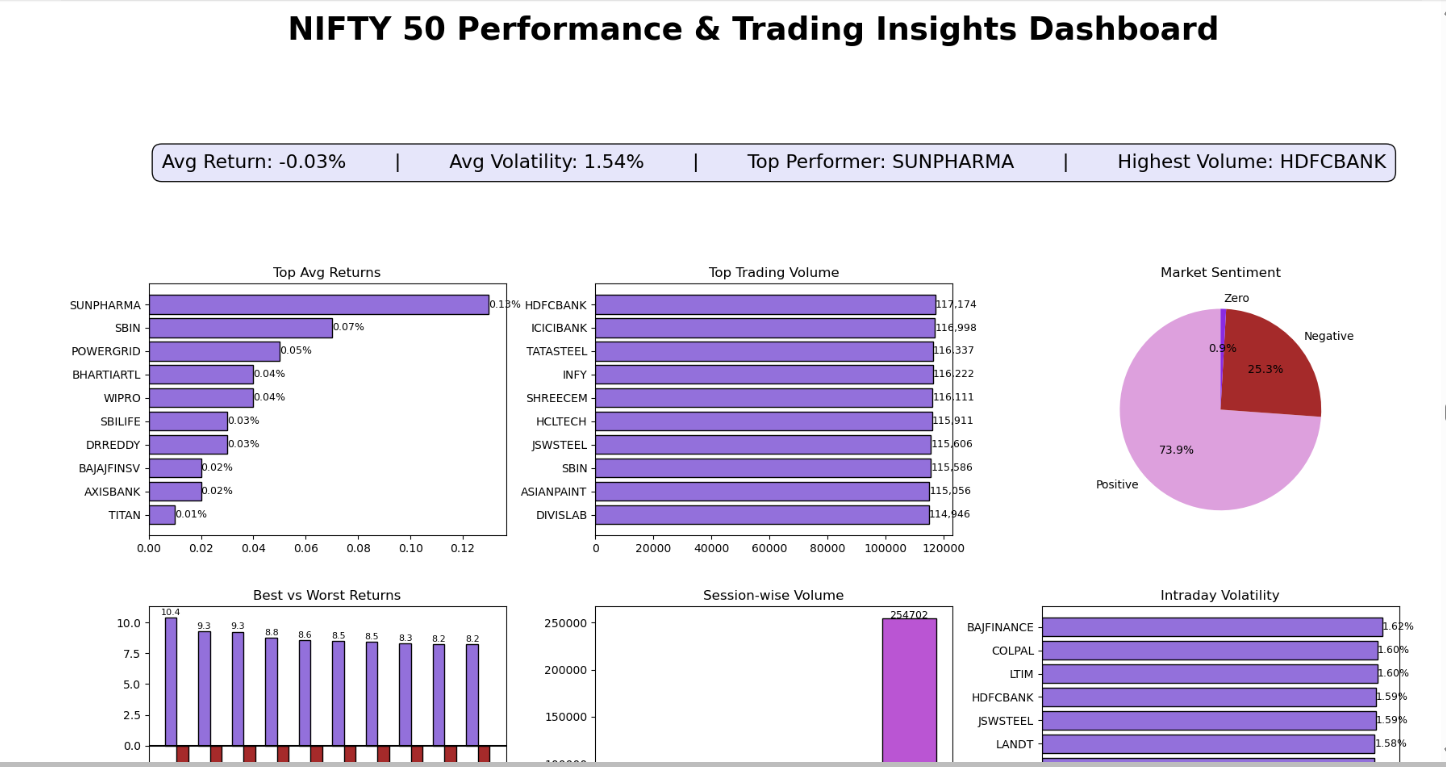 NIFTY 50 Performance & Trading Insights Dashboard
Avg Return: -0.03% | Avg Volatility: 1.54% | Top Performer: SUNPHARMA | Highest Volume: HDFCBANK
Top Avg Returns
SUNPHARMA 0.13%
SBIN 0.07%
POWERGRID 0.05%
BHARTIARTL 0.04%
WIPRO 0.04%
SBILIFE 0.03%
DRREDDY 0.03%
BAJAJFINSV 0.02%
AXISBANK 0.02%
TITAN 0.01%
0.00 0.02 0.04 0.06 0.08 0.10 0.12
Top Trading Volume
HDFCBANK 117,174
ICICIBANK 116,998
TATASTEEL 116,337
INFY 116,222
SHREECEM 116,111
HCLTECH 115,911
JSWSTEEL 115,606
SBIN 115,586
ASIANPAINT 115,056
DIVISLAB 114,946
0 20000 40000 60000 80000 100000 120000
Market Sentiment
Zero
Negative
0.9%
25.3%
73.9%
Positive
Best vs Worst Returns
10.4 9.3 9.3 8.8 8.6 8.5 8.5 8.3 8.2 8.2
10.0
7.5
5.0
2.5
0.0
Session-wise Volume
254702
250000
200000
150000
100000
Intraday Volatility
BAJFINANCE 1.62%
COLPAL 1.60%
LTIM 1.60%
HDFCBANK 1.59%
JSWSTEEL 1.59%
LANDT 1.58%